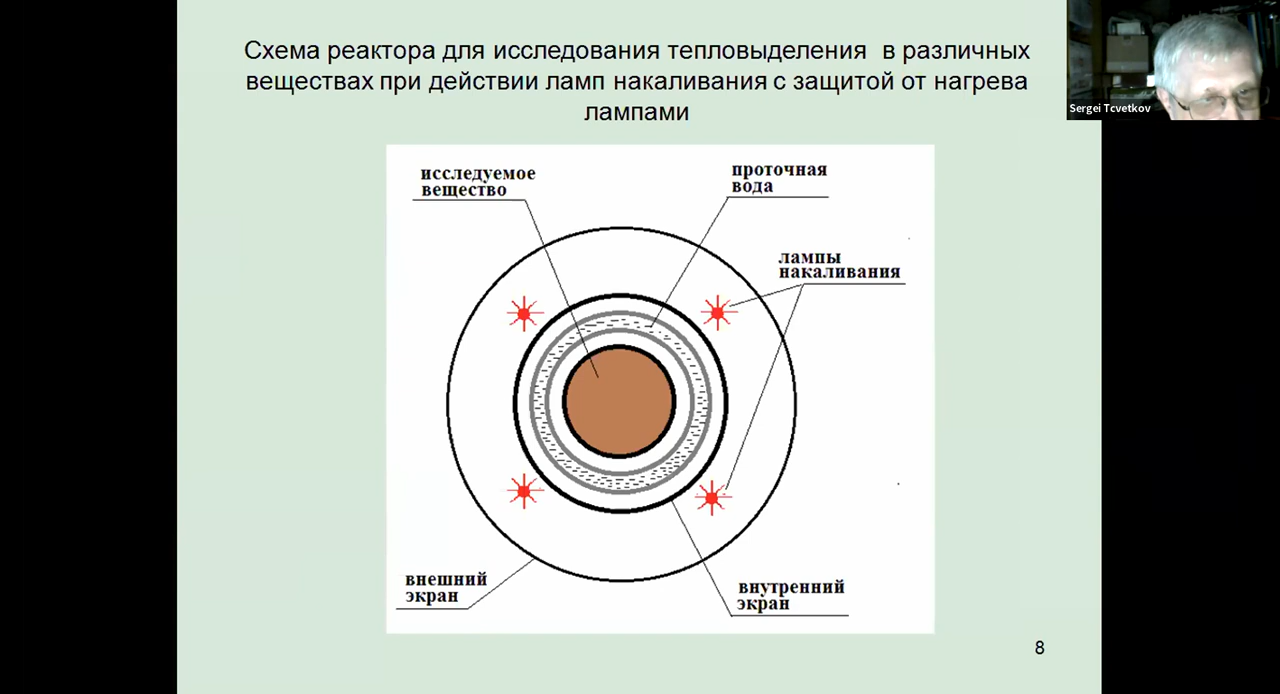 Схема реактора для исследования тепловыделения в различных
веществах при действии ламп накаливания с защитой от нагрева
лампами
Sergei Tcvetkov
исследуемое
вещество
проточная
вода
лампы
накаливания
внешний
экран
внутренний
экран
8